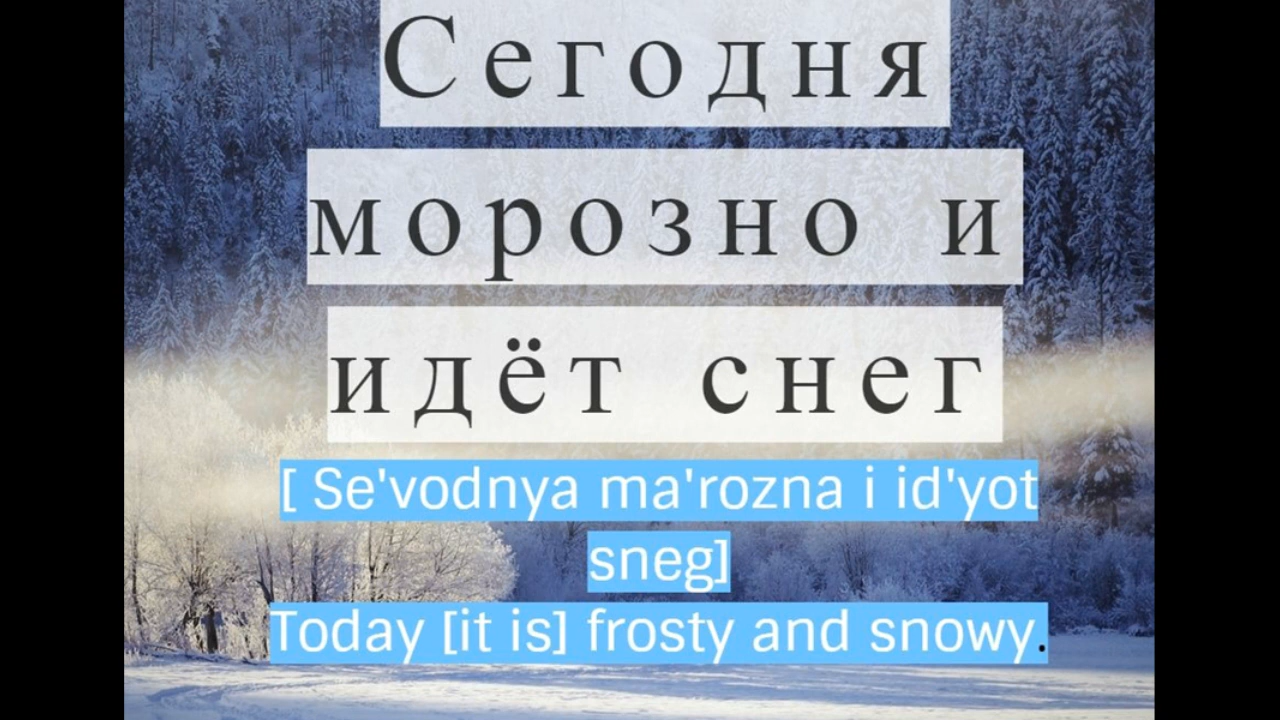 Сегодня
морозно и
идёт снег
[ Se'vodnya ma'rozna i id'yot
sneg]
Today [it is] frosty and snowy.